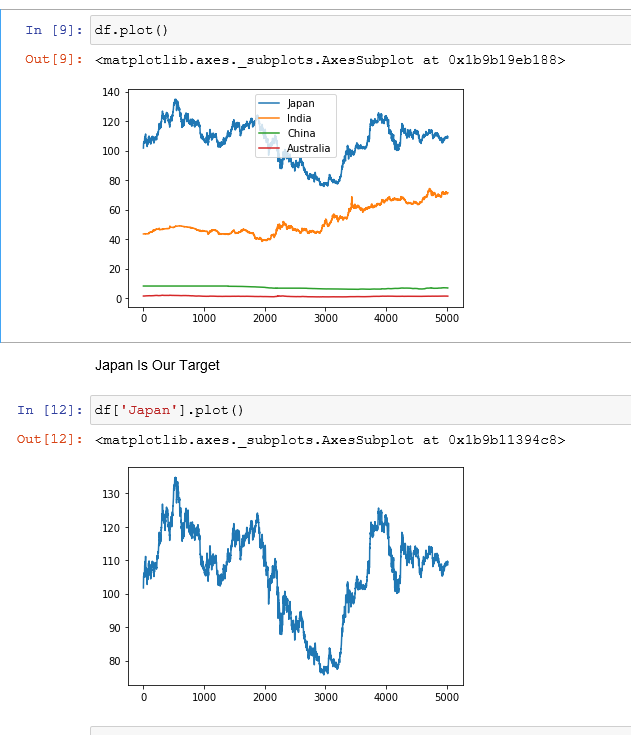 In [9]: df.plot()
Out[9]: <matplotlib.axes._subplots.AxesSubplot at 0x1b9b19eb188>
140
120
100
80
60
40
20
0
Japan
India
China
Australia
0 1000 2000 3000 4000 5000
Japan Is Our Target
In [12]: df['Japan'].plot()
Out[12]: <matplotlib.axes._subplots.AxesSubplot at 0x1b9b11394c8>
130
120
110
100
90
80
0 1000 2000 3000 4000 5000